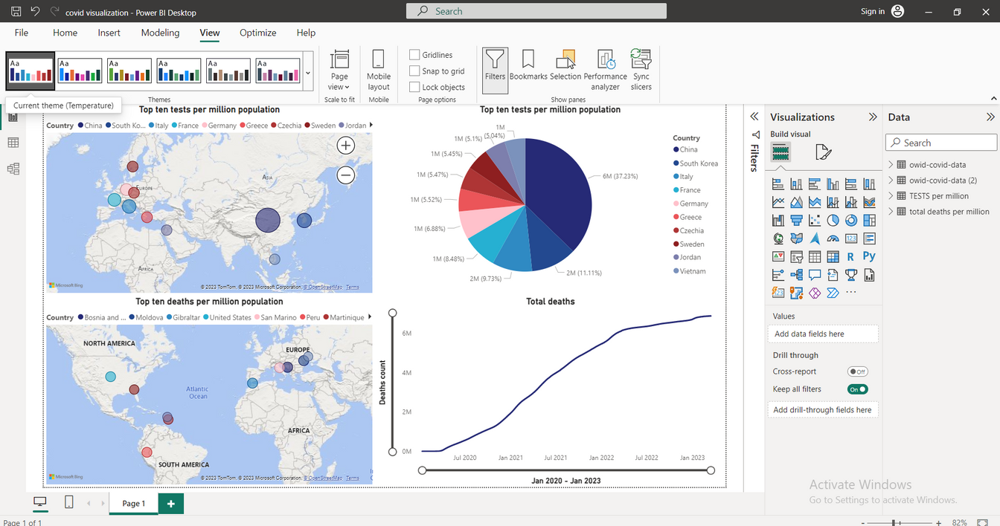 covid visualization - Power BI Desktop
Search
Sign in
File Home Insert Modeling View Optimize Help
Aa Aa Aa Aa Aa Aa
Themes
Current theme (Temperature)
Page view
Scale to fit
Mobile layout
Mobile
Gridlines
Snap to grid
Lock objects
Page options
Filters
Bookmarks
Selection
Performance analyzer
Sync slicers
Show panes
Top ten tests per million population
Country China South Ko... Italy France Germany Greece Czechia Sweden Jordan
ASIA
EUROPE
AFRICA
Microsoft Bing
© 2023 TomTom, © 2023 Microsoft Corporation, © OpenStreetMap Terms
Top ten tests per million population
1M (5.04%)
1M (5.1%)
1M (5.45%)
1M (5.47%)
1M (5.52%)
1M (6.88%)
1M (8.48%)
2M (9.73%)
2M (11.11%)
6M (37.23%)
Country
China
South Korea
Italy
France
Germany
Greece
Czechia
Sweden
Jordan
Vietnam
Top ten deaths per million population
Country Bosnia and ... Moldova Gibraltar United States San Marino Peru Martinique
NORTH AMERICA
EUROPE
Atlantic
Ocean
AFRICA
SOUTH AMERICA
Microsoft Bing
© 2023 TomTom, © 2023 Microsoft Corporation, © OpenStreetMap Terms
Total deaths
Deaths count
6M
4M
2M
0M
Jul 2020 Jan 2021 Jul 2021 Jan 2022 Jul 2022 Jan 2023
Jan 2020 - Jan 2023
Filters
Visualizations
Build visual
123
R
Py
123
Values
Add data fields here
Drill through
Cross-report
Off
Keep all filters
On
Add drill-through fields here
Data
Search
owid-covid-data
owid-covid-data (2)
TESTS per million
total deaths per million
Activate Windows
Go to Settings to activate Windows.
Page 1
+
Page 1 of 1
- + 82%